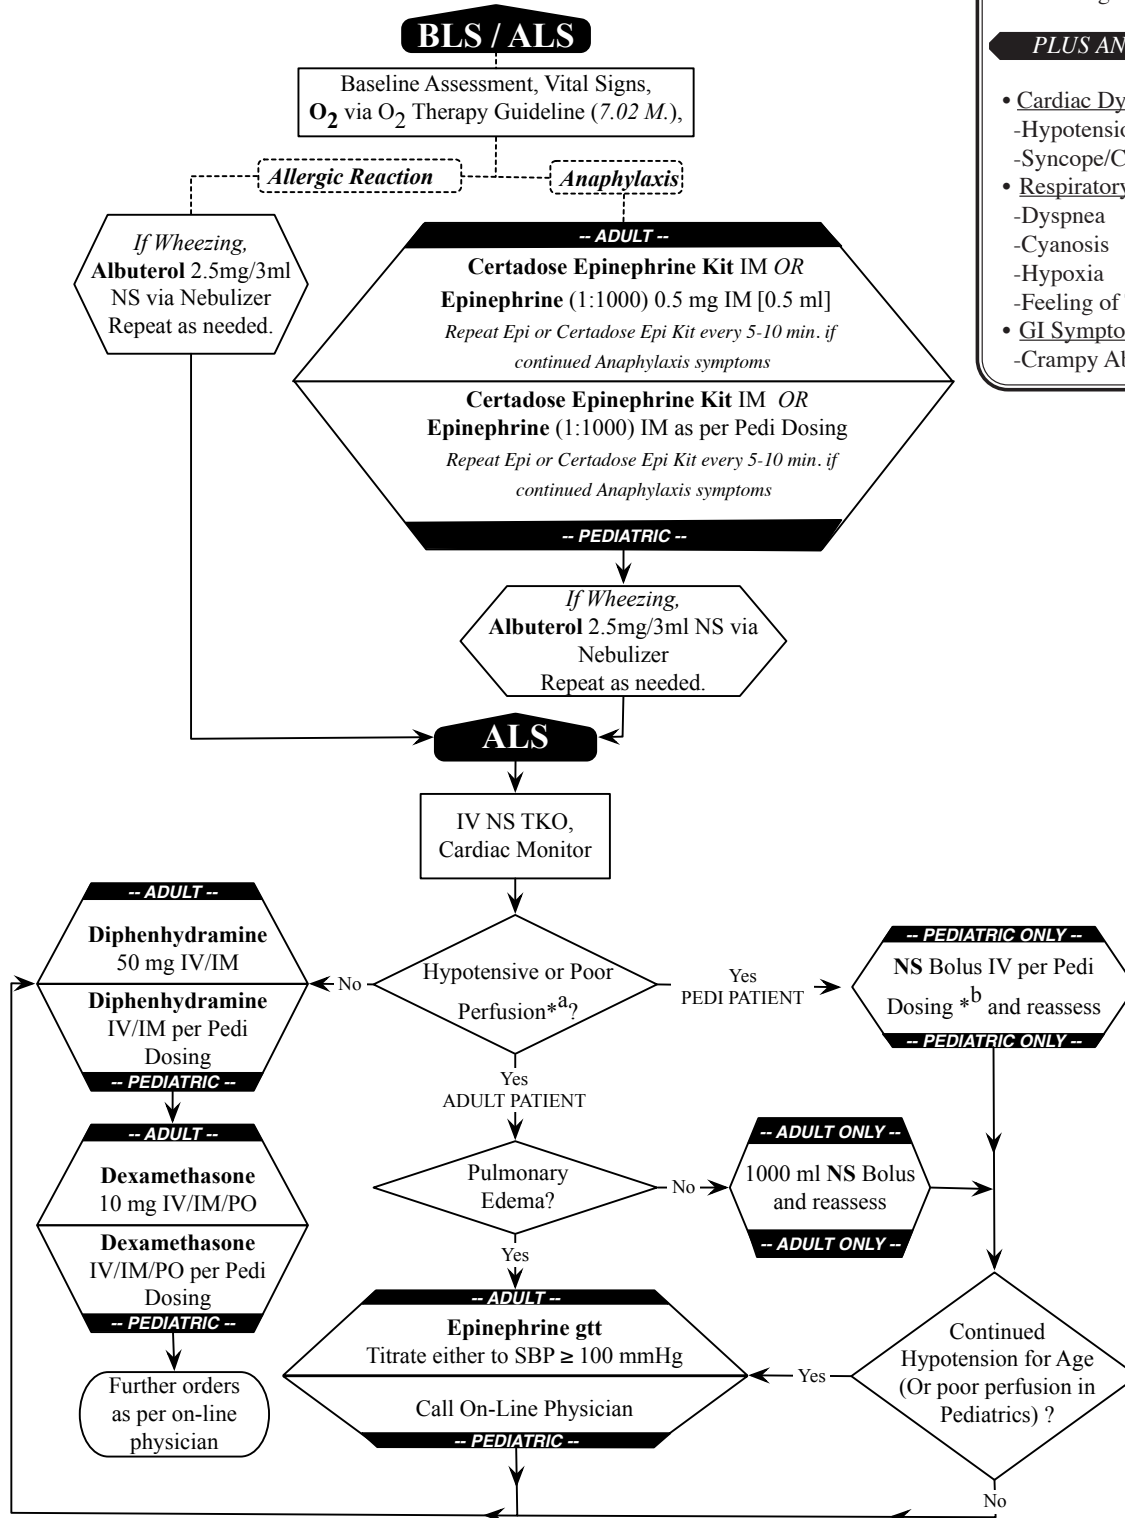 BLS / ALS
Baseline Assessment, Vital Signs,
O2 via O2 Therapy Guideline (7.02 M.),
Allergic Reaction
Anaphylaxis
If Wheezing,
Albuterol 2.5mg/3ml
NS via Nebulizer
Repeat as needed.
-- ADULT --
Certadose Epinephrine Kit IM OR
Epinephrine (1:1000) 0.5 mg IM [0.5 ml]
Repeat Epi or Certadose Epi Kit every 5-10 min. if
continued Anaphylaxis symptoms
Certadose Epinephrine Kit IM OR
Epinephrine (1:1000) IM as per Pedi Dosing
Repeat Epi or Certadose Epi Kit every 5-10 min. if
continued Anaphylaxis symptoms
-- PEDIATRIC --
PLUS AN
• Cardiac Dy
-Hypotensio
-Syncope/C
• Respiratory
-Dyspnea
-Cyanosis
-Hypoxia
-Feeling of
• GI Sympto
-Crampy Ab
If Wheezing,
Albuterol 2.5mg/3ml NS via
Nebulizer
Repeat as needed.
ALS
IV NS TKO,
Cardiac Monitor
Hypotensive or Poor
Perfusion*a?
No
-- ADULT --
Diphenhydramine
50 mg IV/IM
Diphenhydramine
IV/IM per Pedi
Dosing
-- PEDIATRIC --
-- ADULT --
Dexamethasone
10 mg IV/IM/PO
Dexamethasone
IV/IM/PO per Pedi
Dosing
-- PEDIATRIC --
Further orders
as per on-line
physician
Yes
PEDI PATIENT
-- PEDIATRIC ONLY --
NS Bolus IV per Pedi
Dosing *b and reassess
-- PEDIATRIC ONLY --
Yes
ADULT PATIENT
Pulmonary
Edema?
No
-- ADULT ONLY --
1000 ml NS Bolus
and reassess
-- ADULT ONLY --
Yes
-- ADULT --
Epinephrine gtt
Titrate either to SBP ≥ 100 mmHg
Call On-Line Physician
-- PEDIATRIC --
Yes
Continued
Hypotension for Age
(Or poor perfusion in
Pediatrics) ?
No